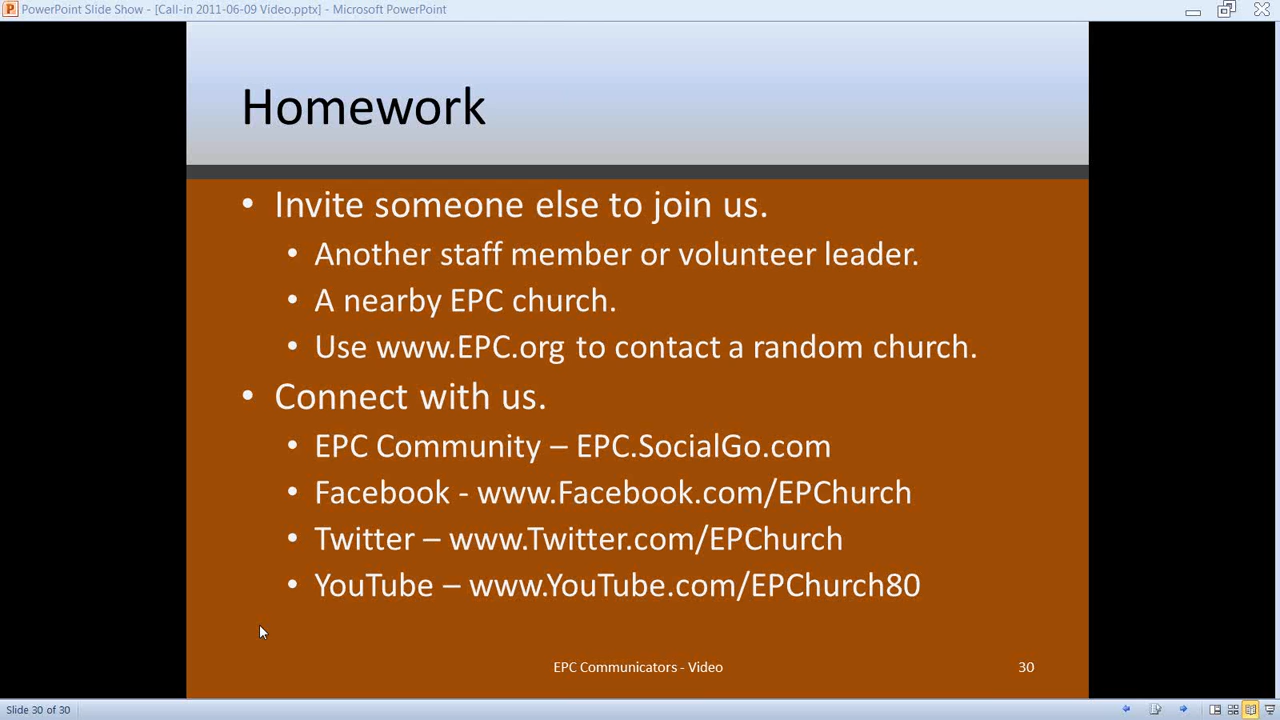 PowerPoint Slide Show - [Call-in 2011-06-09 Video.pptx] - Microsoft PowerPoint
Homework
• Invite someone else to join us.
• Another staff member or volunteer leader.
• A nearby EPC church.
• Use www.EPC.org to contact a random church.
• Connect with us.
• EPC Community – EPC.SocialGo.com
• Facebook - www.Facebook.com/EPChurch
• Twitter – www.Twitter.com/EPChurch
• YouTube – www.YouTube.com/EPChurch80
EPC Communicators - Video 30
Slide 30 of 30